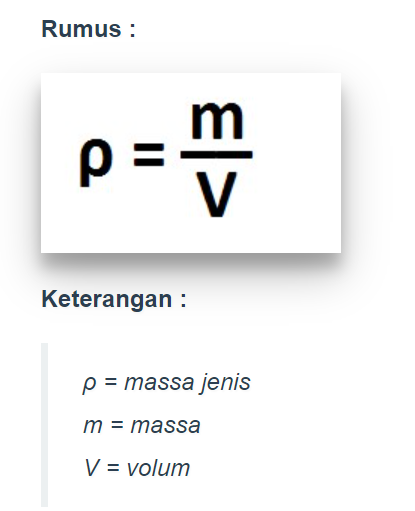 Rumus :
ρ = m
V
Keterangan :
ρ = massa jenis
m = massa
V = volum